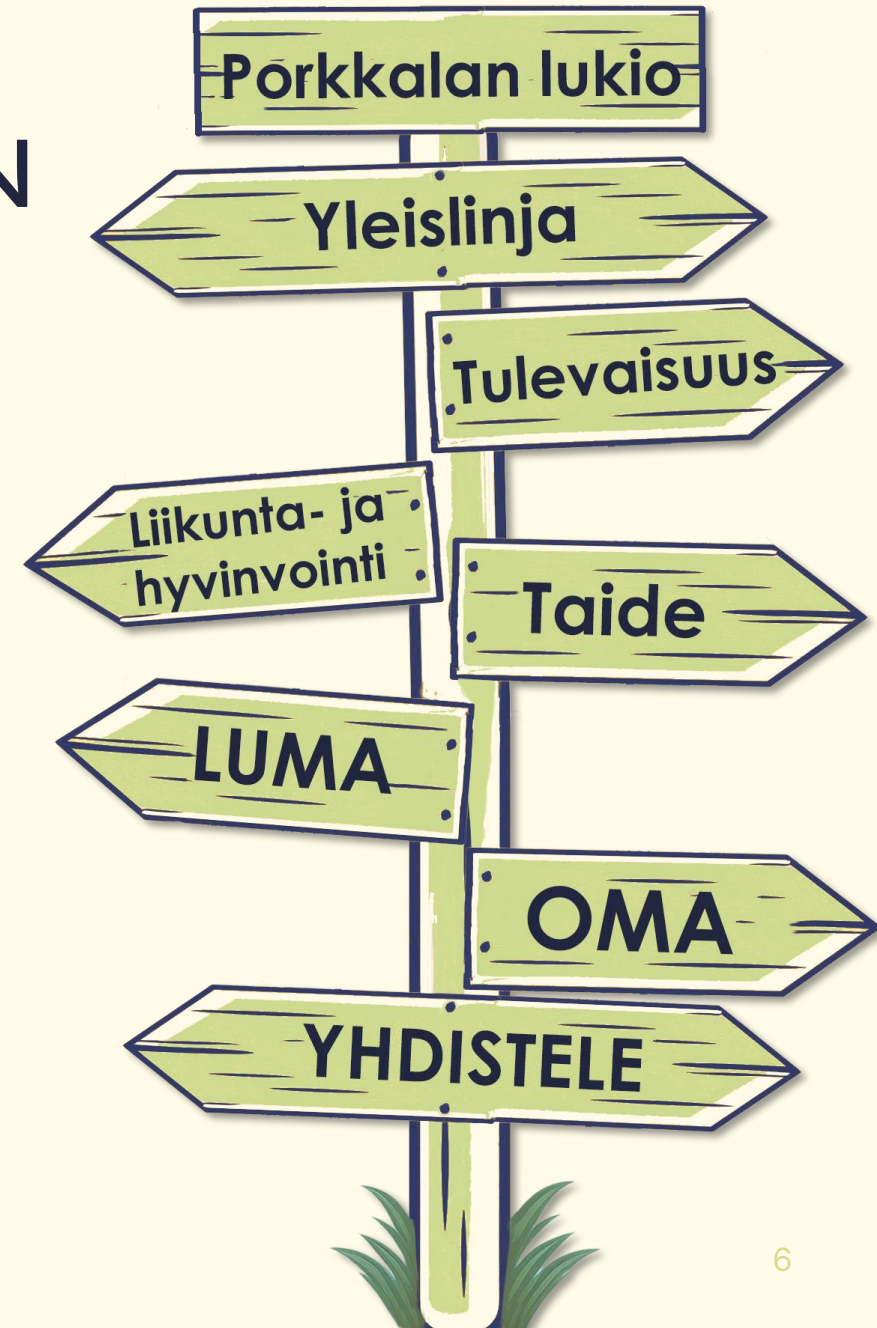 Porkkalan lukio
N
Yleislinja
Tulevaisuus
Liikunta- ja
hyvinvointi
Taide
LUMA
OMA
YHDISTELE
6